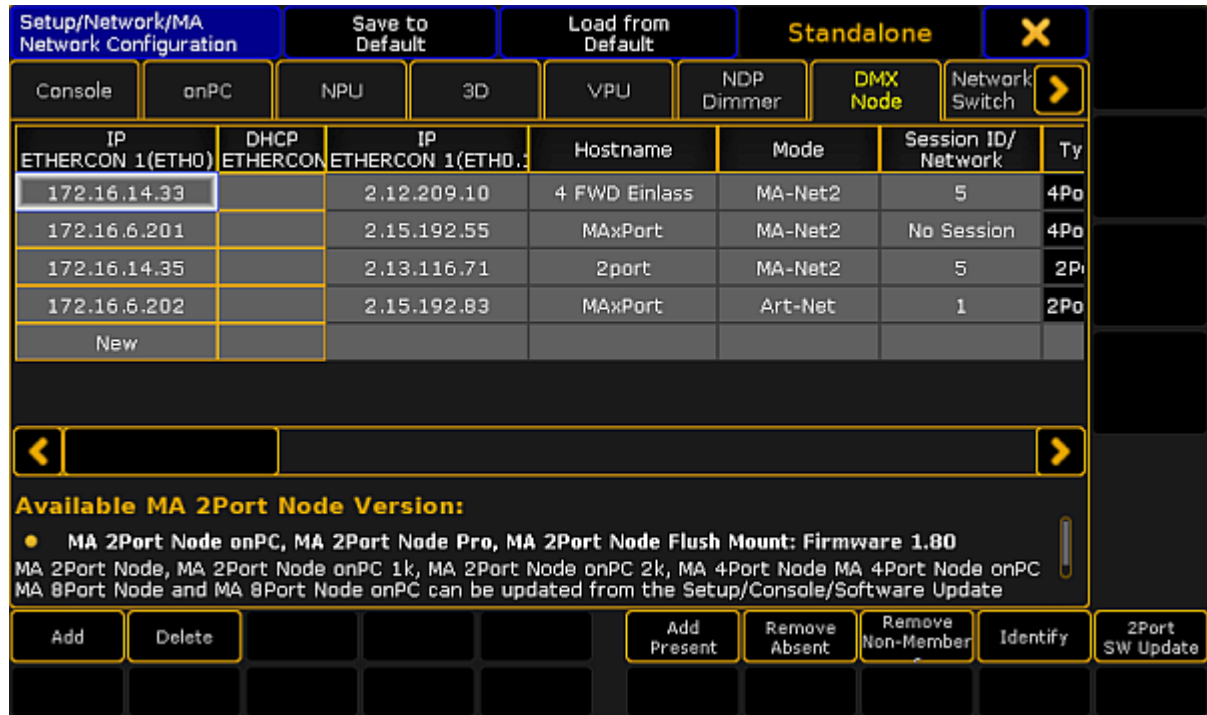 Setup/Network/MA
Network Configuration
Save to
Default
Load from
Default
Standalone
Console
onPC
NPU
3D
VPU
NDP
Dimmer
DMX
Node
Network
Switch
IP
ETHERCON 1(ETH0)
DHCP
ETHERCON
IP
ETHERCON 1(ETH0.:
Hostname
Mode
Session ID/
Network
Ty
172.16.14.33 2.12.209.10 4 FWD Einlass MA-Net2 5 4Po
172.16.6.201 2.15.192.55 MAxPort MA-Net2 No Session 4Po
172.16.14.35 2.13.116.71 2port MA-Net2 5 2P
172.16.6.202 2.15.192.83 MAxPort Art-Net 1 2Po
New
Available MA 2Port Node Version:
MA 2Port Node onPC, MA 2Port Node Pro, MA 2Port Node Flush Mount: Firmware 1.80
MA 2Port Node, MA 2Port Node onPC 1k, MA 2Port Node onPC 2k, MA 4Port Node MA 4Port Node onPC
MA 8Port Node and MA 8Port Node onPC can be updated from the Setup/Console/Software Update
Add
Delete
Add
Present
Remove
Absent
Remove
Non-Member
Identify
2Port
SW Update